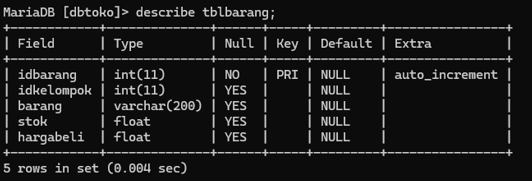 MariaDB [dbtoko]> describe tblbarang;
+------------+--------------+------+-----+---------+----------------+
| Field      | Type         | Null | Key | Default | Extra          |
+------------+--------------+------+-----+---------+----------------+
| idbarang   | int(11)      | NO   | PRI | NULL    | auto_increment |
| idkelompok | int(11)      | YES  |     | NULL    |                |
| barang     | varchar(200) | YES  |     | NULL    |                |
| stok       | float        | YES  |     | NULL    |                |
| hargabeli  | float        | YES  |     | NULL    |                |
+------------+--------------+------+-----+---------+----------------+
5 rows in set (0.004 sec)